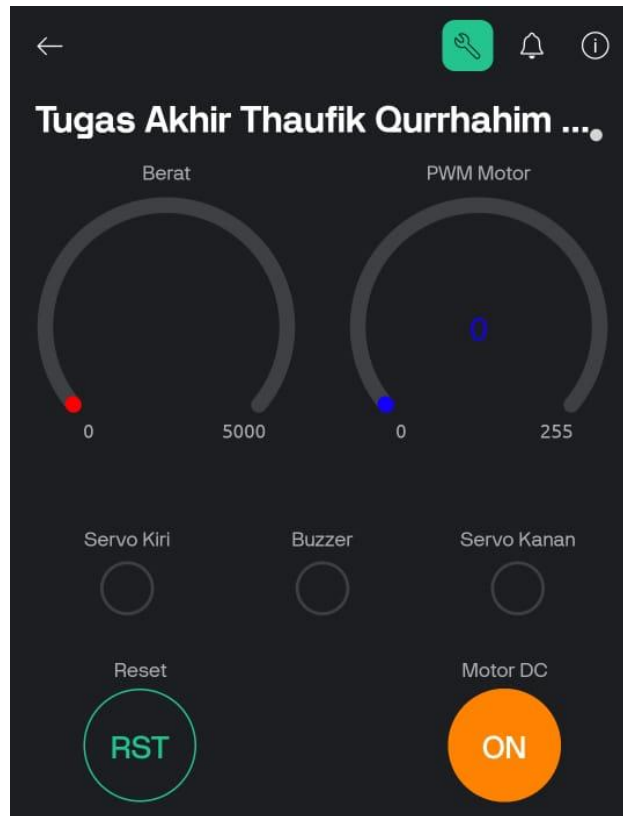 Tugas Akhir Thaufik Qurrhahim ...
Berat PWM Motor
0
0 5000 0 255
Servo Kiri Buzzer Servo Kanan
Reset Motor DC
RST ON